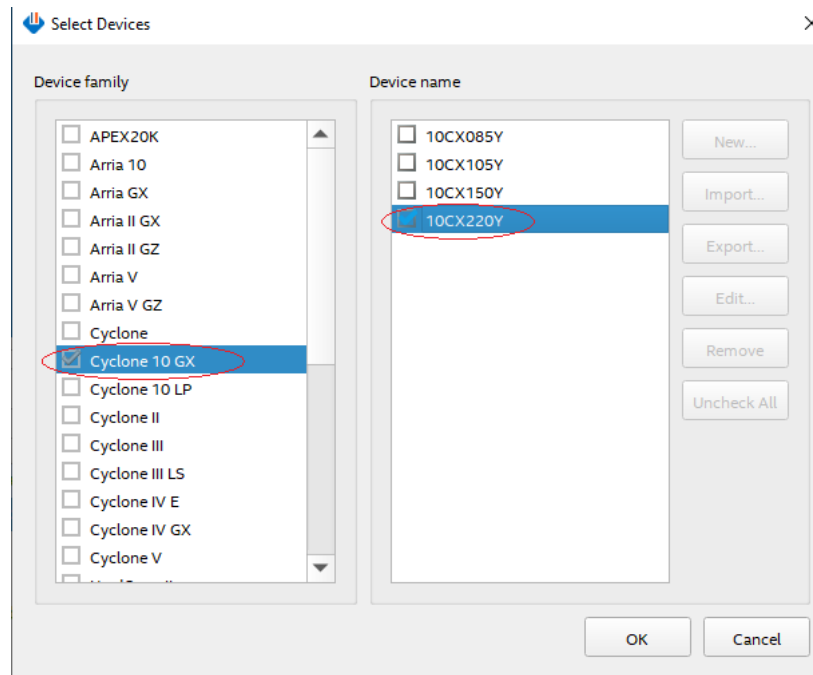 Select Devices
Device family
APEX20K
Arria 10
Arria GX
Arria II GX
Arria II GZ
Arria V
Arria V GZ
Cyclone
Cyclone 10 GX
Cyclone 10 LP
Cyclone II
Cyclone III
Cyclone III LS
Cyclone IV E
Cyclone IV GX
Cyclone V
Device name
10CX085Y
10CX105Y
10CX150Y
10CX220Y
New...
Import...
Export...
Edit...
Remove
Uncheck All
OK
Cancel